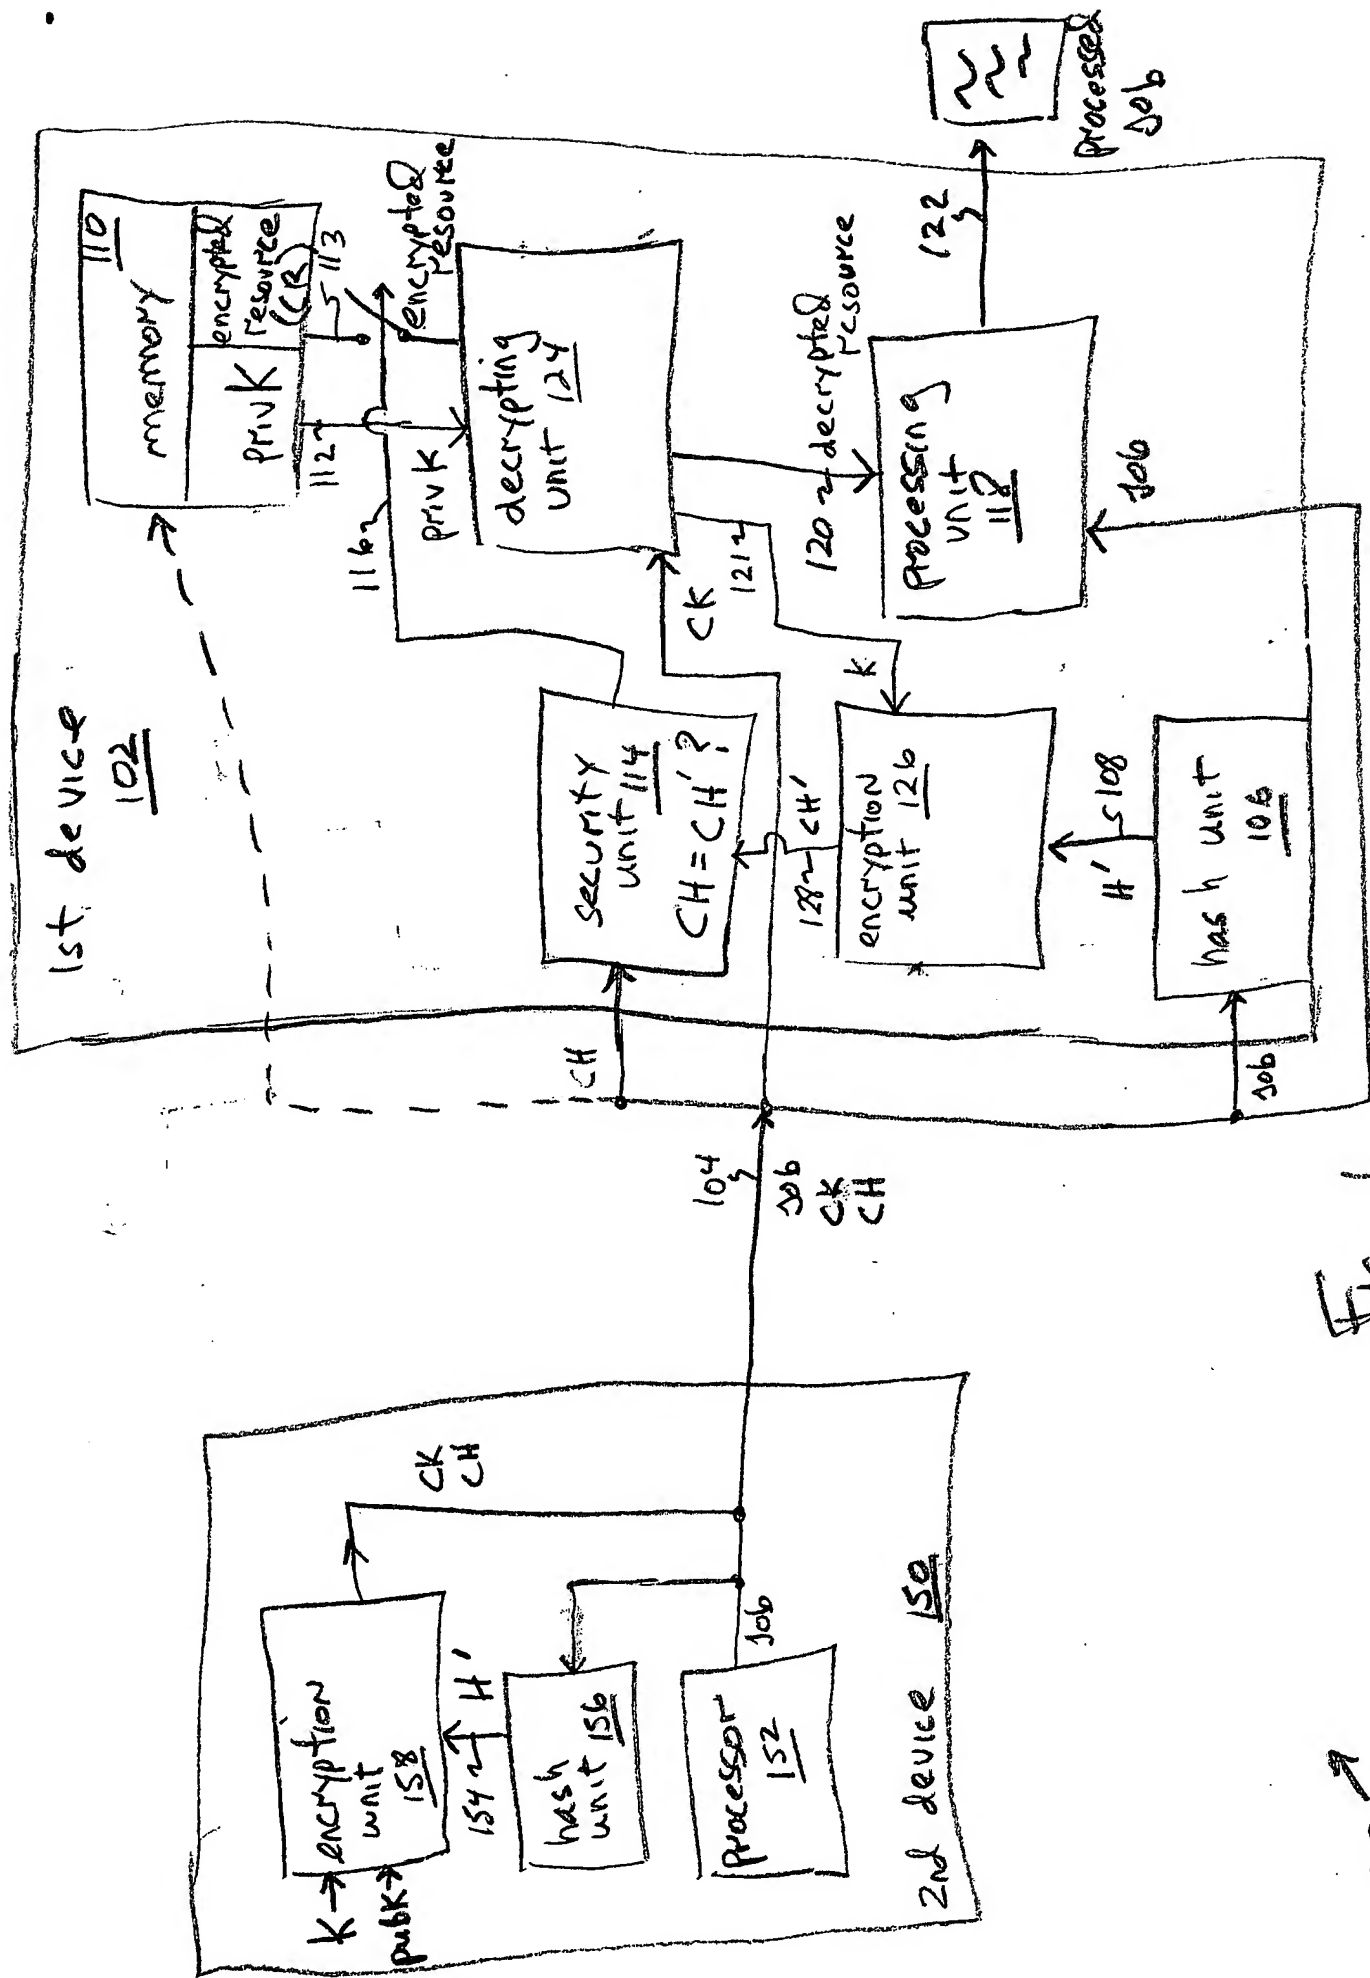 1st device
102
110
memory
privK
encrypted
resource
(CR)
112
113
116
encrypted
resource
privK
decrypting
unit
124
security
unit 114
CH = CH' ?
CH
CK
121
120
decrypted
resource
K
128
CH'
encryption
unit 126
processing
unit
118
122
processed
Job
H'
108
hash unit
106
Job
Job
104
Job
CK
CH
K
pubK
encryption
unit
158
CK
CH
154
H'
hash
unit 156
Processor
152
Job
2nd device 150